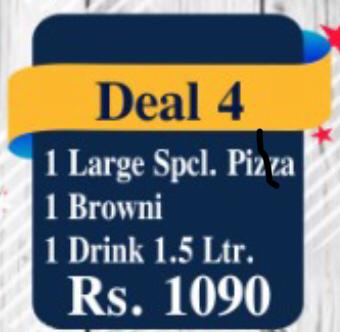 Deal 4
1 Large Spcl. Pizza
1 Browni
1 Drink 1.5 Ltr.
Rs. 1090